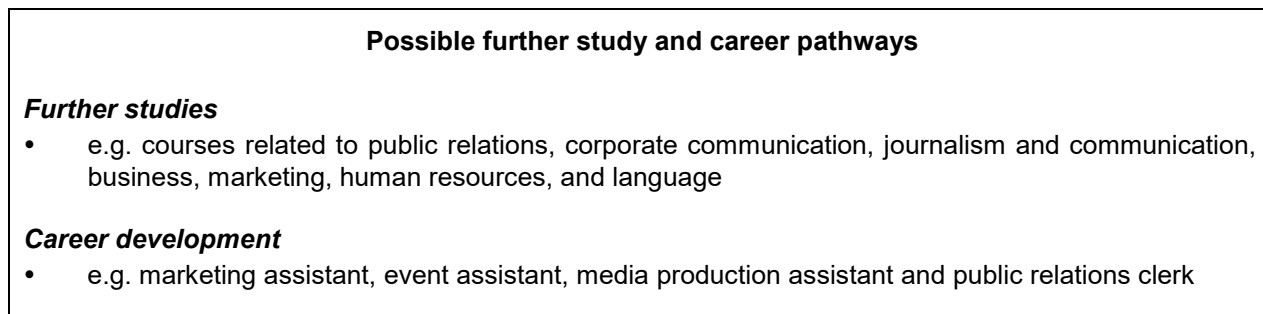 Possible further study and career pathways
Further studies
• e.g. courses related to public relations, corporate communication, journalism and communication,
business, marketing, human resources, and language
Career development
• e.g. marketing assistant, event assistant, media production assistant and public relations clerk